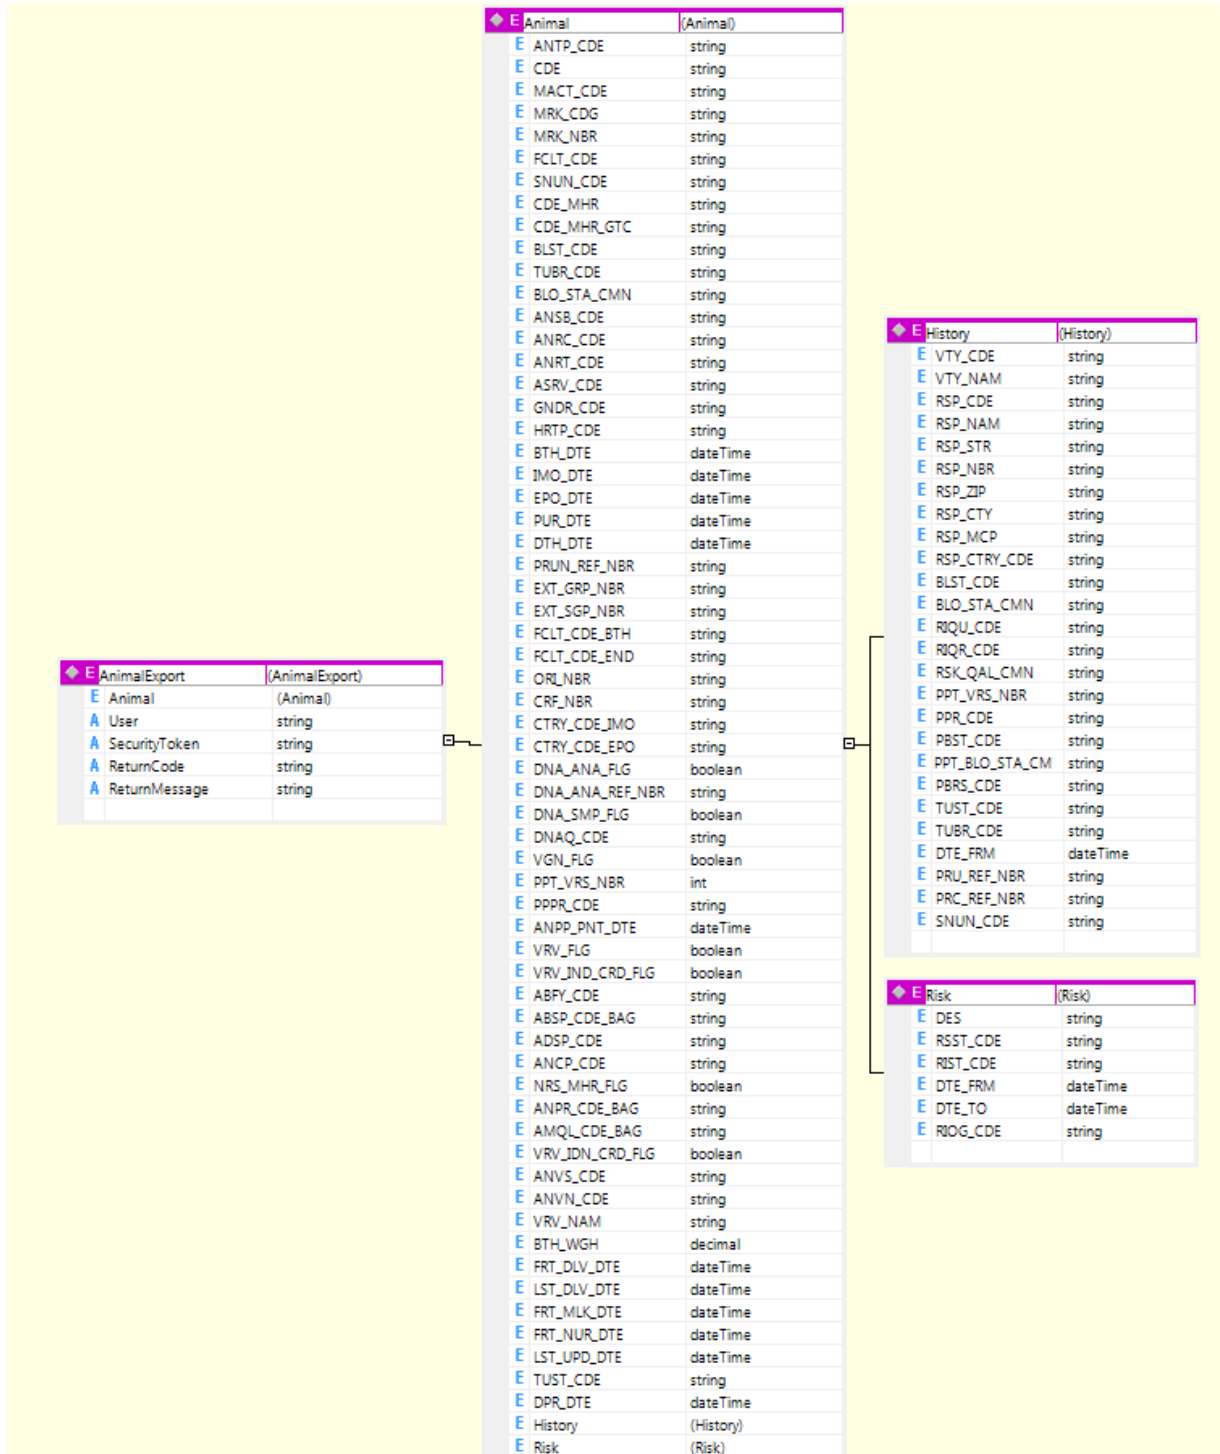 E AnimalExport (AnimalExport)
E Animal (Animal)
A User string
A SecurityToken string
A ReturnCode string
A ReturnMessage string
E Animal (Animal)
E ANTP_CDE string
E CDE string
E MACT_CDE string
E MRK_CDG string
E MRK_NBR string
E FCLT_CDE string
E SNUN_CDE string
E CDE_MHR string
E CDE_MHR_GTC string
E BLST_CDE string
E TUBR_CDE string
E BLO_STA_CMN string
E ANSB_CDE string
E ANRC_CDE string
E ANRT_CDE string
E ASRV_CDE string
E GNDR_CDE string
E HRTP_CDE string
E BTH_DTE dateTime
E IMO_DTE dateTime
E EPO_DTE dateTime
E PUR_DTE dateTime
E DTH_DTE dateTime
E PRUN_REF_NBR string
E EXT_GRP_NBR string
E EXT_SGP_NBR string
E FCLT_CDE_BTH string
E FCLT_CDE_END string
E ORI_NBR string
E CRF_NBR string
E CTRY_CDE_IMO string
E CTRY_CDE_EPO string
E DNA_ANA_FLG boolean
E DNA_ANA_REF_NBR string
E DNA_SMP_FLG boolean
E DNAQ_CDE string
E VGN_FLG boolean
E PPT_VRS_NBR int
E PPPR_CDE string
E ANPP_PNT_DTE dateTime
E VRV_FLG boolean
E VRV_IND_CRD_FLG boolean
E ABFY_CDE string
E ABSP_CDE_BAG string
E ADSP_CDE string
E ANCP_CDE string
E NRS_MHR_FLG boolean
E ANPR_CDE_BAG string
E AMQL_CDE_BAG string
E VRV_IDN_CRD_FLG boolean
E ANVS_CDE string
E ANVN_CDE string
E VRV_NAM string
E BTH_WGH decimal
E FRT_DLV_DTE dateTime
E LST_DLV_DTE dateTime
E FRT_MLK_DTE dateTime
E FRT_NUR_DTE dateTime
E LST_UPD_DTE dateTime
E TUST_CDE string
E DPR_DTE dateTime
E History (History)
E Risk (Risk)
E History (History)
E VTY_CDE string
E VTY_NAM string
E RSP_CDE string
E RSP_NAM string
E RSP_STR string
E RSP_NBR string
E RSP_ZIP string
E RSP_CTY string
E RSP_MCP string
E RSP_CTRY_CDE string
E BLST_CDE string
E BLO_STA_CMN string
E RIQU_CDE string
E RIQR_CDE string
E RSK_QAL_CMN string
E PPT_VRS_NBR string
E PPR_CDE string
E PBST_CDE string
E PPT_BLO_STA_CM string
E PBRS_CDE string
E TUST_CDE string
E TUBR_CDE string
E DTE_FRM dateTime
E PRU_REF_NBR string
E PRC_REF_NBR string
E SNUN_CDE string
E Risk (Risk)
E DES string
E RSST_CDE string
E RIST_CDE string
E DTE_FRM dateTime
E DTE_TO dateTime
E RIOG_CDE string